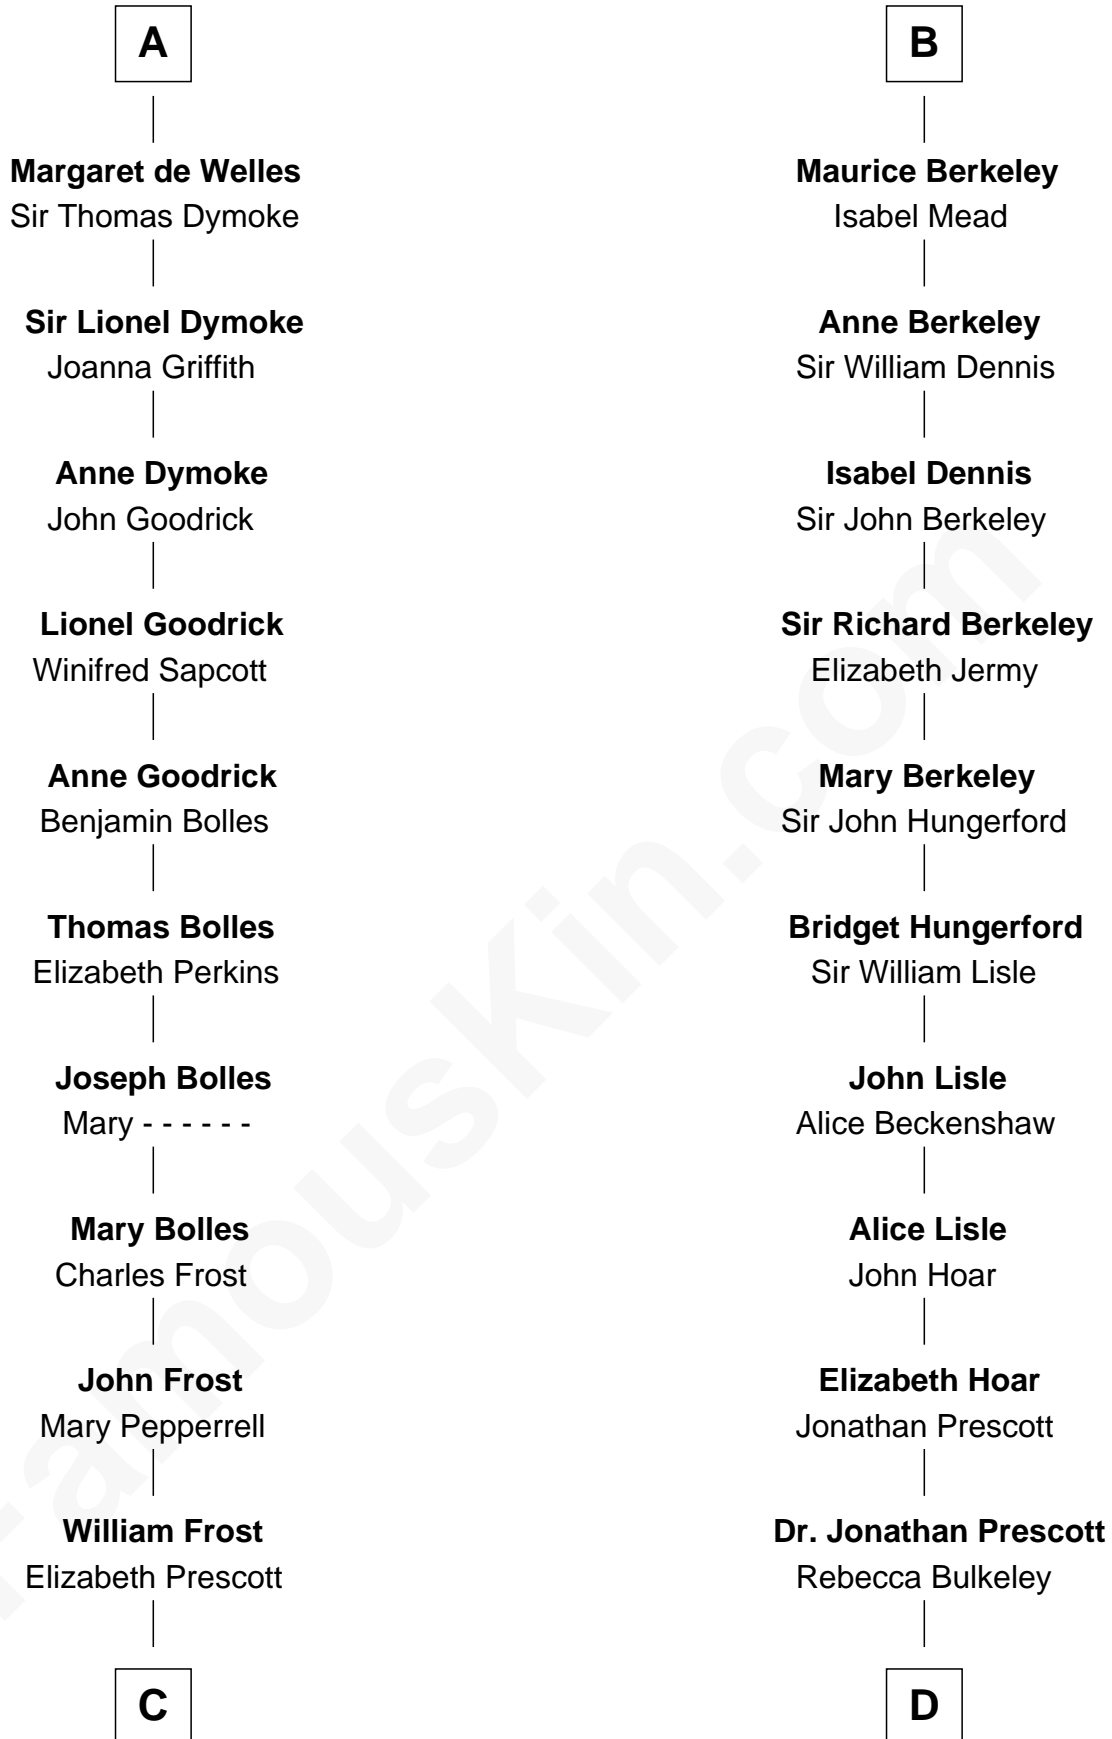 A
Margaret de Welles
Sir Thomas Dymoke
Sir Lionel Dymoke
Joanna Griffith
Anne Dymoke
John Goodrick
Lionel Goodrick
Winifred Sapcott
Anne Goodrick
Benjamin Bolles
Thomas Bolles
Elizabeth Perkins
Joseph Bolles
Mary - - - - - -
Mary Bolles
Charles Frost
John Frost
Mary Pepperrell
William Frost
Elizabeth Prescott
C
B
Maurice Berkeley
Isabel Mead
Anne Berkeley
Sir William Dennis
Isabel Dennis
Sir John Berkeley
Sir Richard Berkeley
Elizabeth Jermy
Mary Berkeley
Sir John Hungerford
Bridget Hungerford
Sir William Lisle
John Lisle
Alice Beckenshaw
Alice Lisle
John Hoar
Elizabeth Hoar
Jonathan Prescott
Dr. Jonathan Prescott
Rebecca Bulkeley
D
FamousKin.com